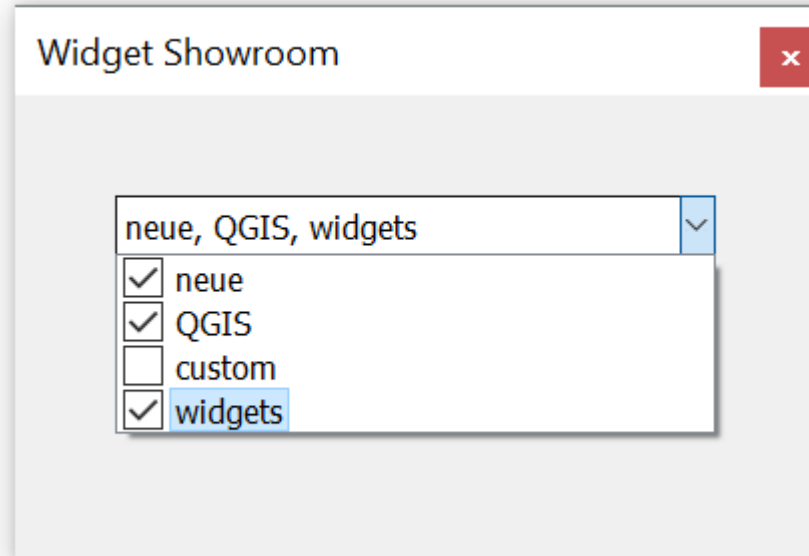 Widget Showroom
neue, QGIS, widgets
neue
QGIS
custom
widgets